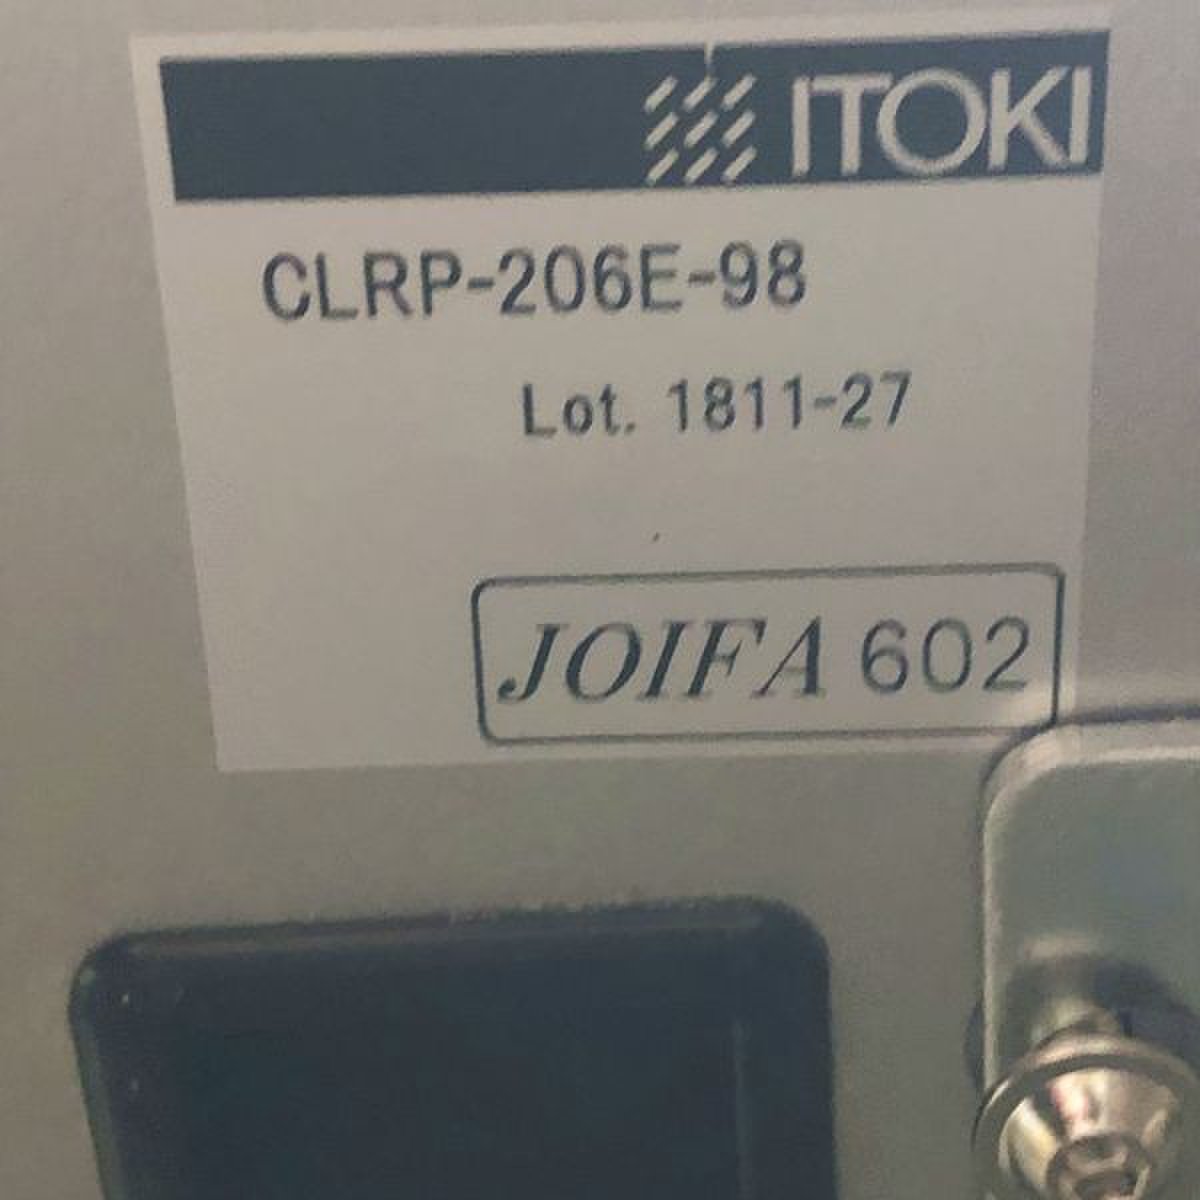 ITOKI
CLRP-206E-98
Lot. 1811-27
JOIFA 602